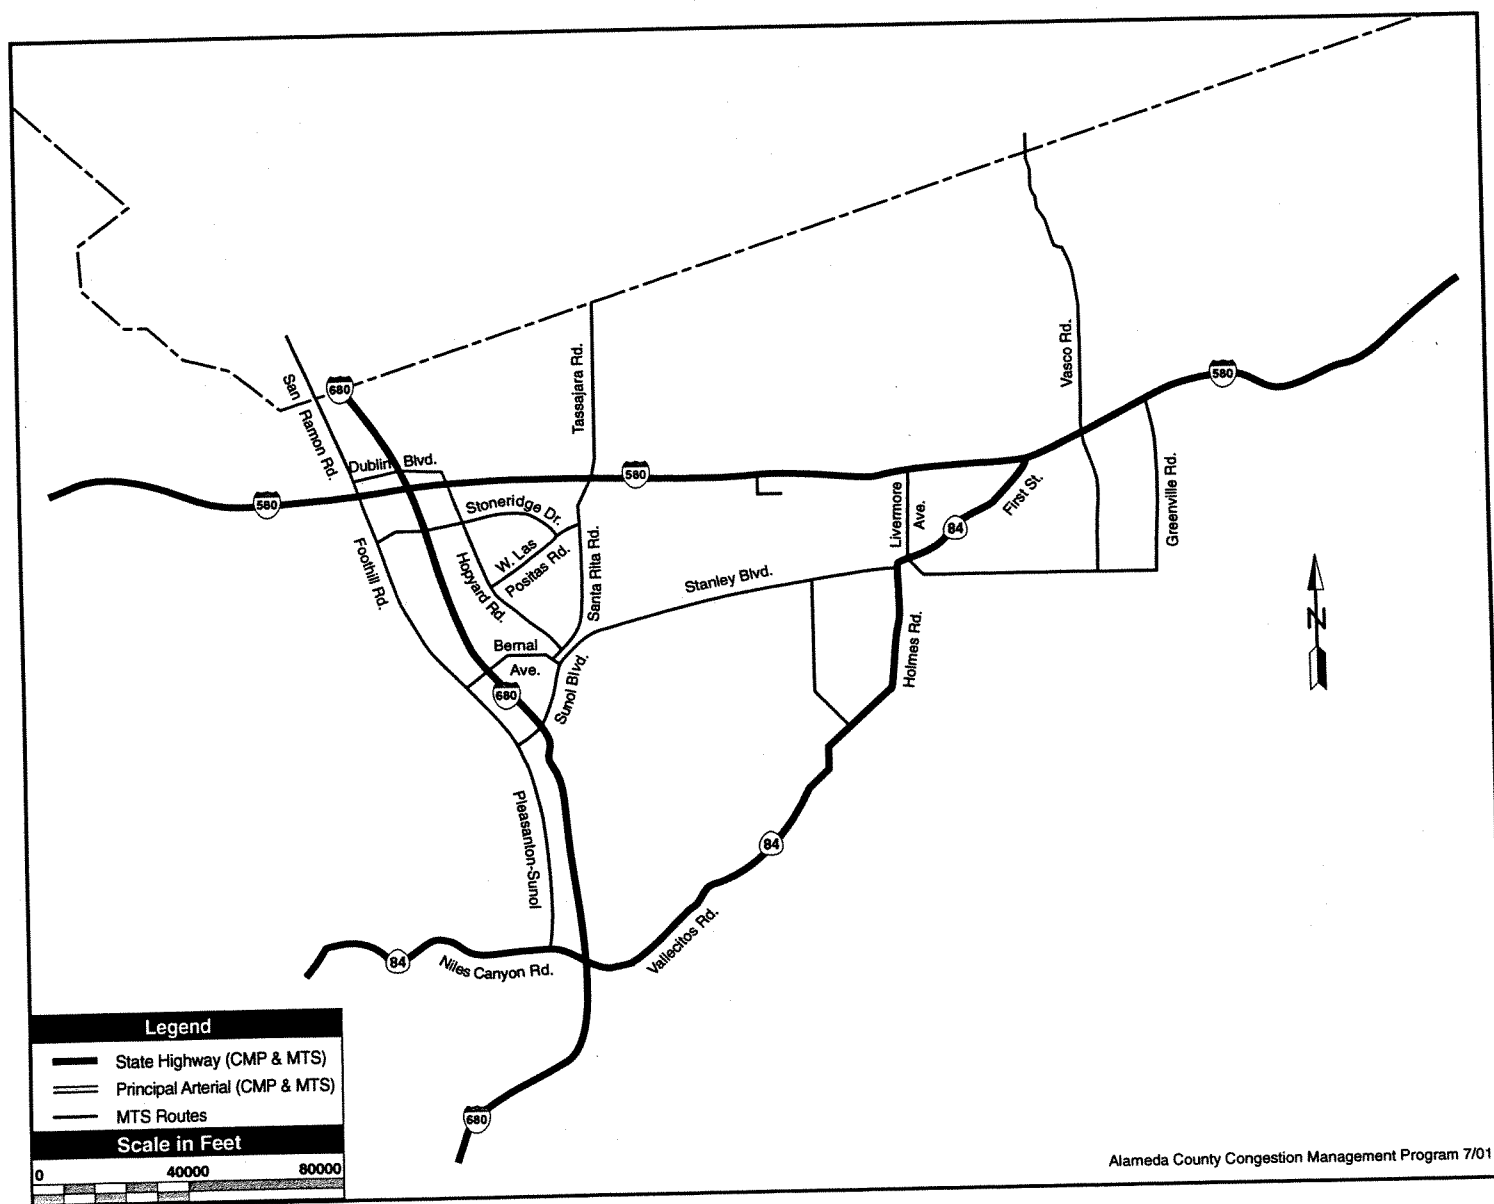 San
Ramon Rd.
680
Tassajara Rd.
Vasco Rd.
580
Dublin Blvd.
580
580
Stoneridge Dr.
W. Las
Positas Rd.
Foothill Rd.
Hopyard Rd.
Santa Rita Rd.
Livermore
Ave.
84
First St.
Greenville Rd.
Stanley Blvd.
Bernal
Ave.
680
Sunol Blvd.
Holmes Rd.
N
Pleasanton-Sunol
84
84
Niles Canyon Rd.
Vallecitos Rd.
680
Legend
State Highway (CMP & MTS)
Principal Arterial (CMP & MTS)
MTS Routes
Scale in Feet
0 40000 80000
Alameda County Congestion Management Program 7/01